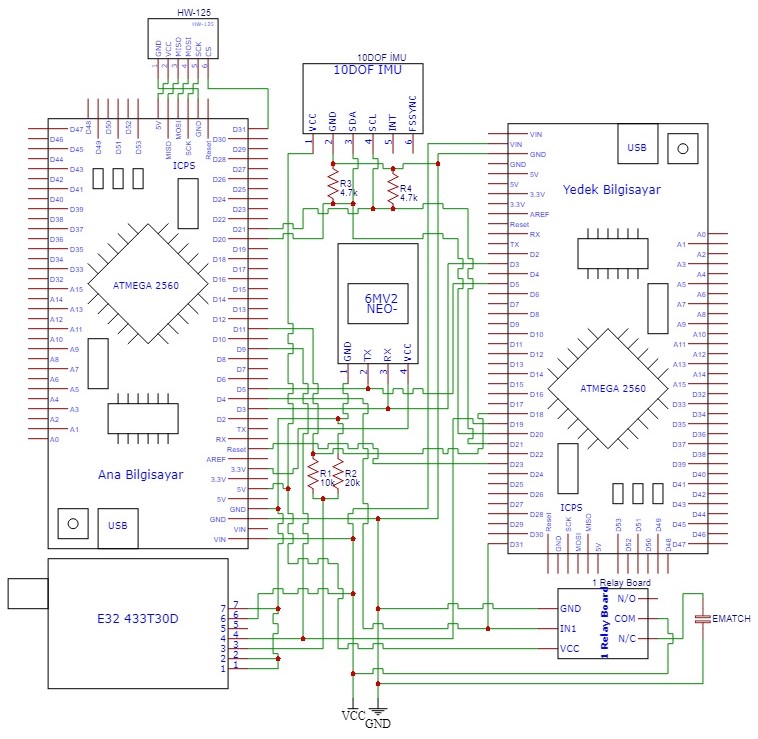 HW-125
HW-125
GND
VCC
MISO
MOSI
SCK
CS
1
2
3
4
5
6
10DOF İMU
10DOF IMU
VCC
GND
SDA
SCL
INT
FSSYNC
1
2
3
4
5
6
R3
4.7k
R4
4.7k
D48
D49
D50
D51
D52
D53
5V
MISO
MOSI
SCK
GND
Reset
ICPS
D47
D46
D45
D44
D43
D42
D41
D40
D39
D38
D37
D36
D35
D34
D33
D32
A15
A14
A13
A12
A11
A10
A9
A8
A7
A6
A5
A4
A3
A2
A1
A0
D31
D30
D29
D28
D27
D26
D25
D24
D23
D22
D21
D20
D19
D18
D17
D16
D15
D14
D13
D12
D11
D10
D9
D8
D7
D6
D5
D4
D3
D2
TX
RX
Reset
AREF
3.3V
3.3V
5V
5V
GND
GND
VIN
VIN
ATMEGA 2560
Ana Bilgisayar
USB
6MV2
NEO-
GND
TX
RX
VCC
1
2
3
4
R1
10k
R2
20k
VIN
VIN
GND
GND
5V
5V
3.3V
3.3V
AREF
Reset
RX
TX
D2
D3
D4
D5
D6
D7
D8
D9
D10
D11
D12
D13
D14
D15
D16
D17
D18
D19
D20
D21
D22
D23
D24
D25
D26
D27
D28
D29
D30
D31
USB
Yedek Bilgisayar
ATMEGA 2560
A0
A1
A2
A3
A4
A5
A6
A7
A8
A9
A10
A11
A12
A13
A14
A15
D32
D33
D34
D35
D36
D37
D38
D39
D40
D41
D42
D43
D44
D45
D46
D47
ICPS
Reset
GND
SCK
MOSI
MISO
5V
D53
D52
D51
D50
D49
D48
E32 433T30D
7
6
5
4
3
2
1
7
6
5
4
3
2
1
1 Relay Board
1 Relay Board
GND
IN1
VCC
N/O
COM
N/C
EMATCH
VCC
GND